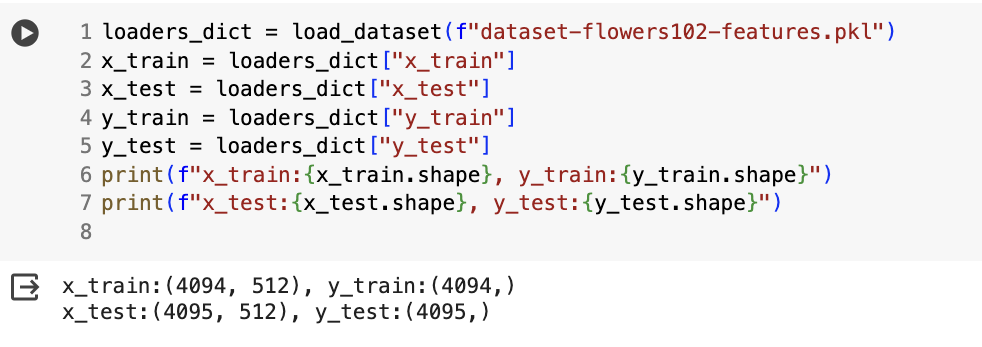 1 loaders_dict = load_dataset(f"dataset-flowers102-features.pkl")
2 x_train = loaders_dict["x_train"]
3 x_test = loaders_dict["x_test"]
4 y_train = loaders_dict["y_train"]
5 y_test = loaders_dict["y_test"]
6 print(f"x_train:{x_train.shape}, y_train:{y_train.shape}")
7 print(f"x_test:{x_test.shape}, y_test:{y_test.shape}")
8
x_train:(4094, 512), y_train:(4094,)
x_test:(4095, 512), y_test:(4095,)